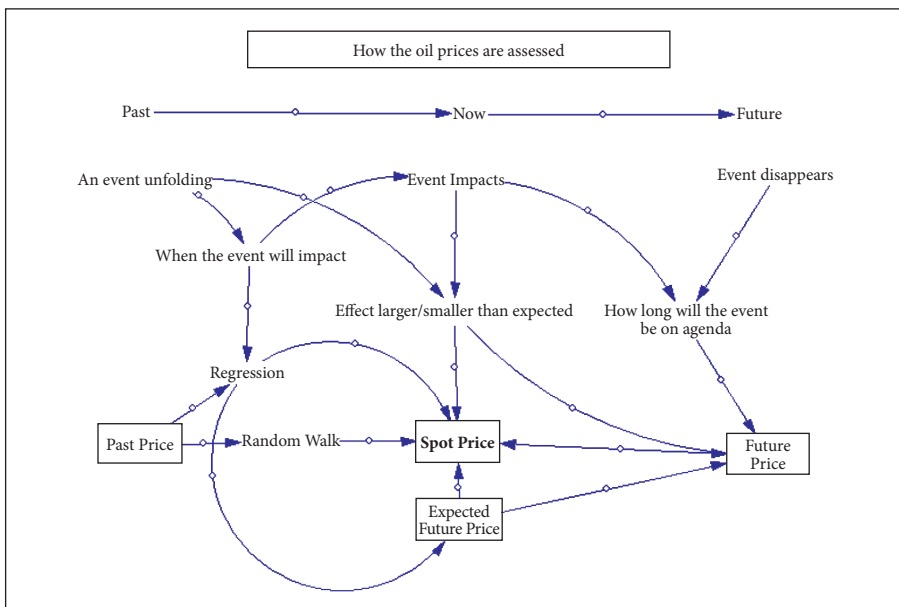 How the oil prices are assessed
Past
Now
Future
An event unfolding
Event Impacts
Event disappears
When the event will impact
Effect larger/smaller than expected
How long will the event
be on agenda
Regression
Past Price
Random Walk
Spot Price
Future
Price
Expected
Future Price